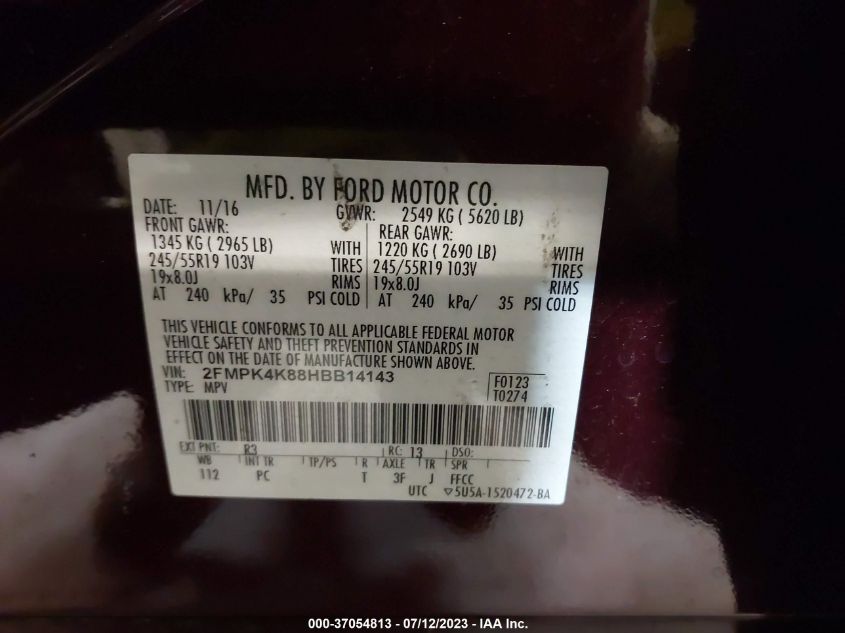 MFD. BY FORD MOTOR CO.
DATE: 11/16 GVWR: 2549 KG ( 5620 LB)
FRONT GAWR: REAR GAWR:
1345 KG ( 2965 LB) WITH 1220 KG ( 2690 LB) WITH
245/55R19 103V TIRES 245/55R19 103V TIRES
19x8.0J RIMS 19x8.0J RIMS
AT 240 kPa/ 35 PSI COLD AT 240 kPa/ 35 PSI COLD
THIS VEHICLE CONFORMS TO ALL APPLICABLE FEDERAL MOTOR
VEHICLE SAFETY AND THEFT PREVENTION STANDARDS IN
EFFECT ON THE DATE OF MANUFACTURE SHOWN ABOVE.
VIN: 2FMPK4K88HBB14143 F0123
TYPE: MPV T0274
EXT PNT: R3 RC: 13 DSO:
WB INT TR TP/PS R AXLE TR SPR
112 PC T 3F J FFCC
UTC ▽5U5A-1520472-BA
000-37054813 - 07/12/2023 - IAA Inc.